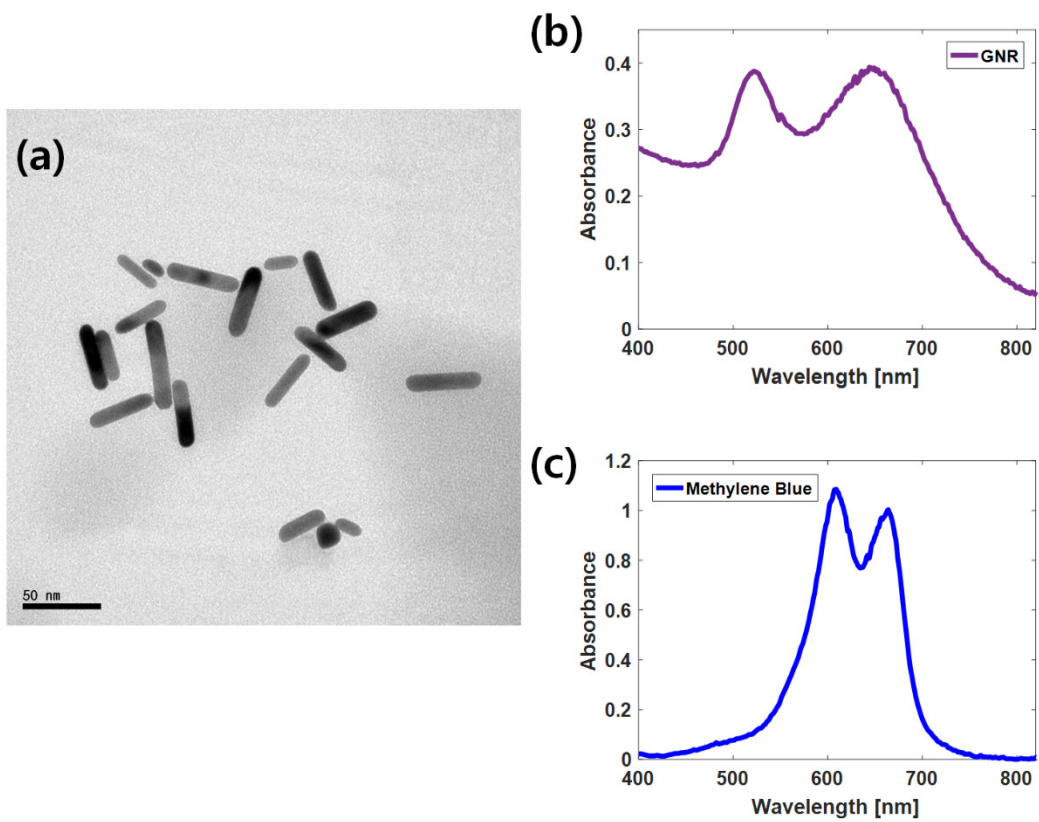 (a)
50 nm
(b)
GNR
0.4
0.3
0.2
0.1
0
Absorbance
400 500 600 700 800
Wavelength [nm]
(c)
Methylene Blue
1.2
1
0.8
0.6
0.4
0.2
0
Absorbance
400 500 600 700 800
Wavelength [nm]